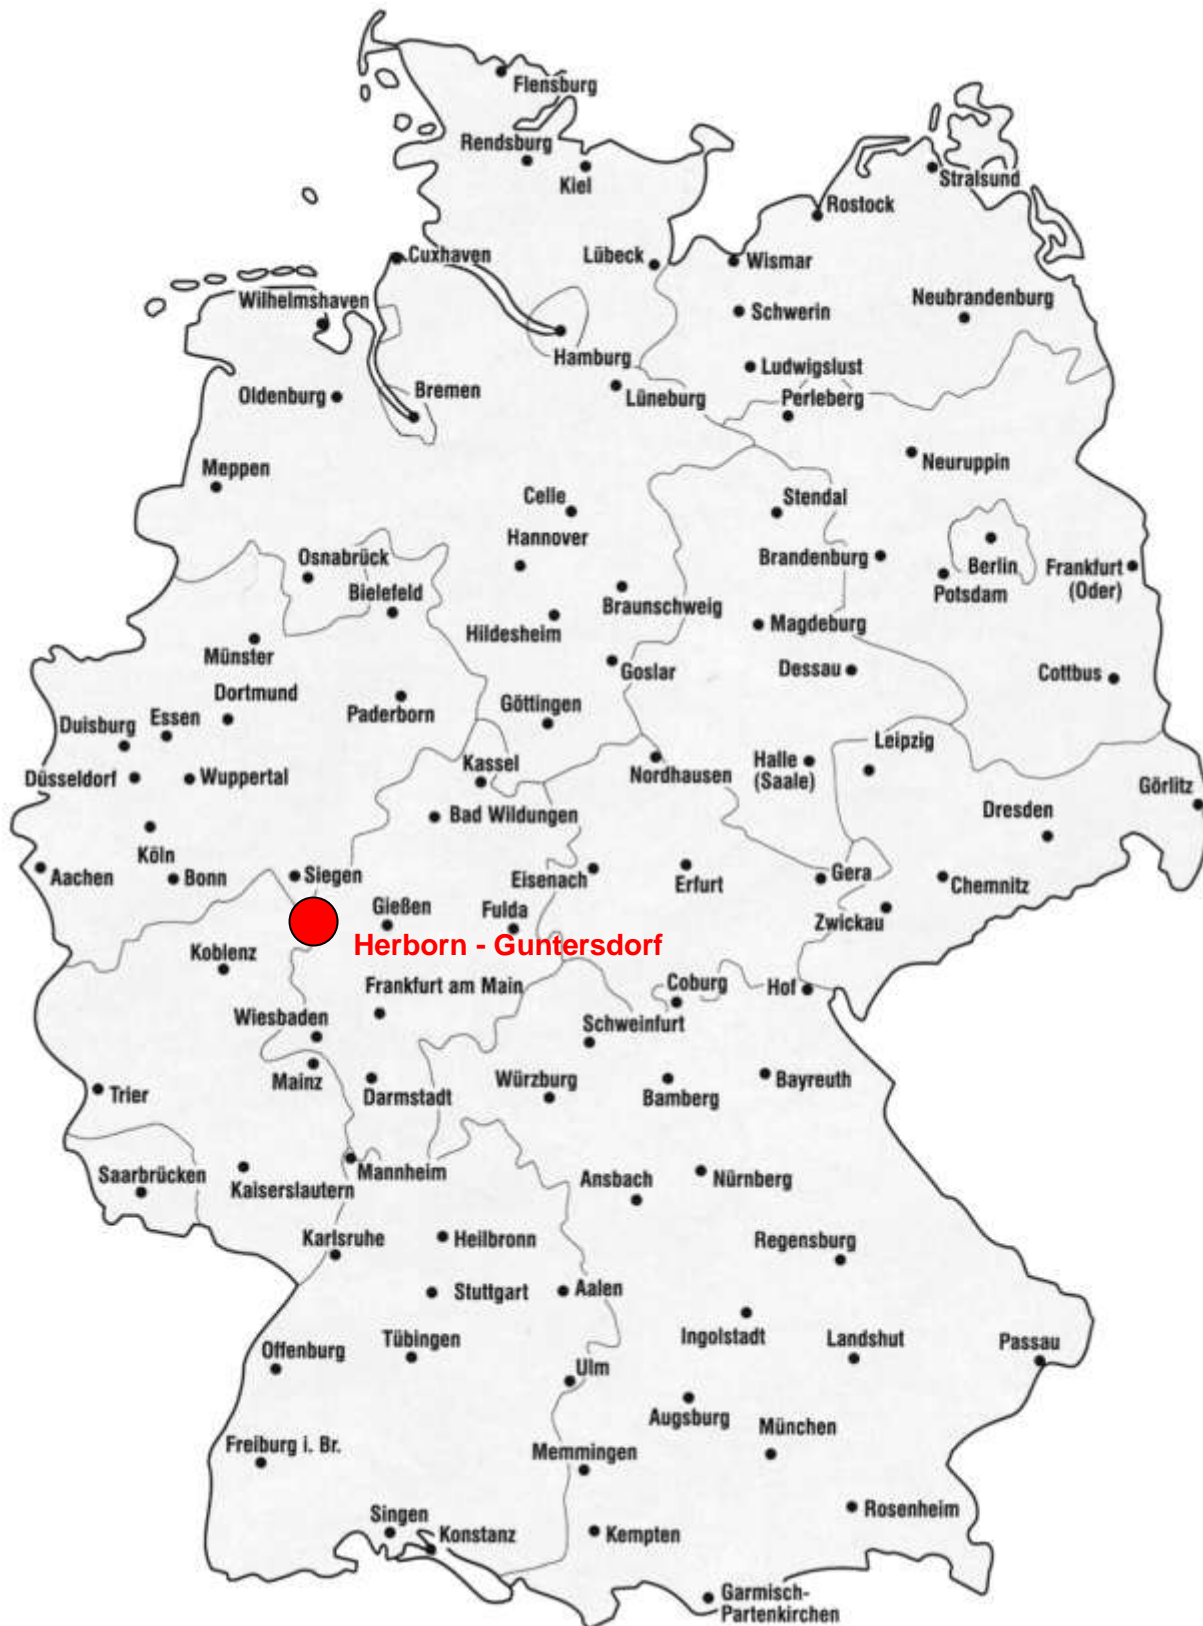 Flensburg
Rendsburg
Kiel
Stralsund
Rostock
Cuxhaven
Lübeck
Wismar
Wilhelmshaven
Neubrandenburg
Schwerin
Hamburg
Ludwigslust
Oldenburg
Bremen
Lüneburg
Perleberg
Meppen
Neuruppin
Celle
Stendal
Hannover
Osnabrück
Brandenburg
Berlin
Frankfurt
(Oder)
Bielefeld
Potsdam
Braunschweig
Hildesheim
Magdeburg
Münster
Goslar
Dessau
Cottbus
Dortmund
Paderborn
Göttingen
Duisburg
Essen
Leipzig
Düsseldorf
Wuppertal
Kassel
Nordhausen
Halle
(Saale)
Görlitz
Bad Wildungen
Dresden
Köln
Aachen
Bonn
Siegen
Eisenach
Erfurt
Gera
Chemnitz
Gießen
Fulda
Zwickau
Herborn - Guntersdorf
Koblenz
Frankfurt am Main
Coburg
Hof
Wiesbaden
Schweinfurt
Mainz
Darmstadt
Würzburg
Bamberg
Bayreuth
Trier
Saarbrücken
Kaiserslautern
Mannheim
Ansbach
Nürnberg
Karlsruhe
Heilbronn
Regensburg
Stuttgart
Aalen
Offenburg
Tübingen
Ingolstadt
Landshut
Passau
Ulm
Augsburg
München
Freiburg i. Br.
Memmingen
Singen
Konstanz
Kempten
Rosenheim
Garmisch-
Partenkirchen